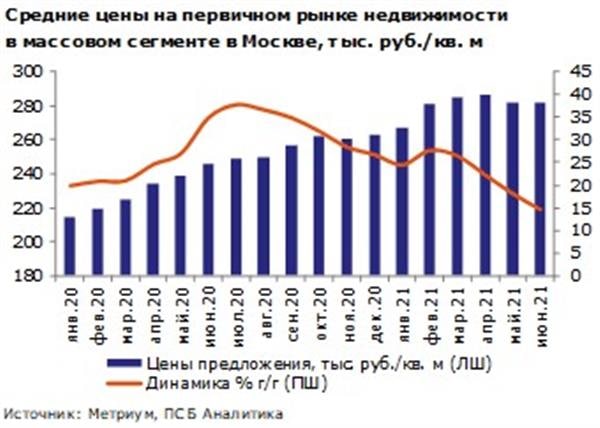 Средние цены на первичном рынке недвижимости
в массовом сегменте в Москве, тыс. руб./кв. м
300
280
260
240
220
200
180
45
40
35
30
25
20
15
10
5
0
янв.20
фев.20
мар.20
апр.20
май.20
июн.20
июл.20
авг.20
сен.20
окт.20
ноя.20
дек.20
янв.21
фев.21
мар.21
апр.21
май.21
июн.21
Цены предложения, тыс. руб./кв. м (ЛШ)
Динамика % г/г (ПШ)
Источник: Метриум, ПСБ Аналитика